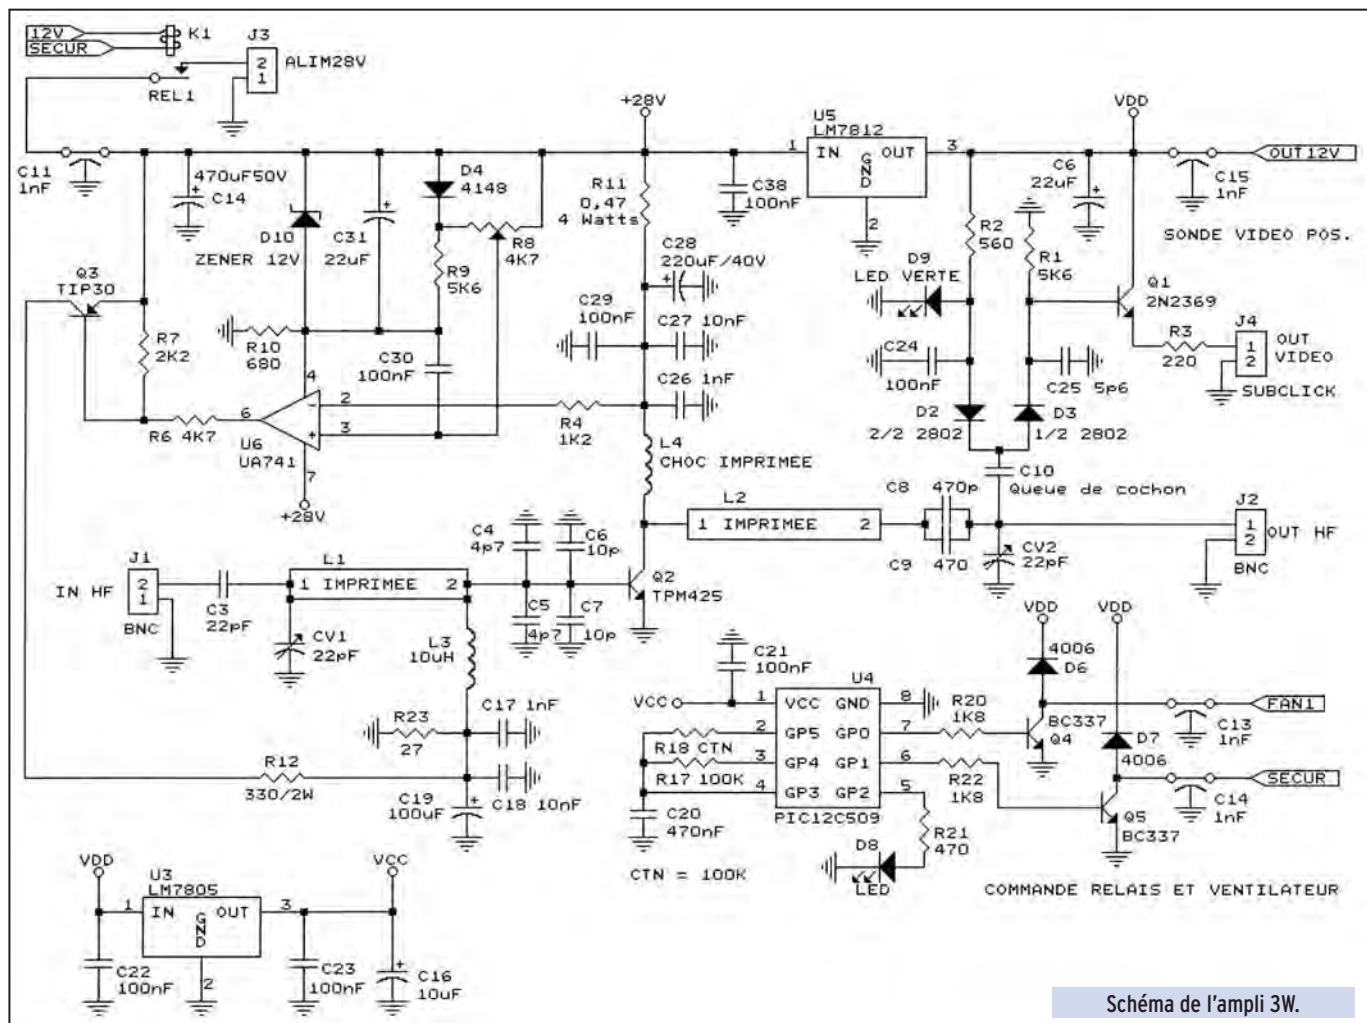 12V
SECUR
K1
J3
2
1
ALIM28V
REL1
+28V
U5
LM7812
1
IN
OUT
GND
3
2
VDD
OUT12V
C11
1nF
470uF50V
C14
D10
ZENER 12V
C31
22uF
D4
4148
R8
4K7
R9
5K6
R11
0,47
4 Watts
C38
100nF
C6
22uF
C15
1nF
SONDE VIDEO POS.
R2
560
R1
5K6
D9
LED VERTE
Q1
2N2369
R3
220
J4
1
2
OUT
VIDEO
SUBCLICK
Q3
TIP30
R7
2K2
R10
680
C30
100nF
C28
220uF/40V
C29
100nF
C27 10nF
C26 1nF
C24
100nF
C25 5p6
D2
2/2 2802
D3
1/2 2802
R6 4K7
6
4
-
2
+
3
7
U6
UA741
+28V
R4
1K2
L4
CHOC IMPRIMEE
C10
Queue de cochon
L2
1 IMPRIMEE 2
C8 470p
C9 470
CV2
22pF
J2
1
2
OUT HF
BNC
J1
2
1
IN HF
BNC
C3
22pF
L1
1 IMPRIMEE 2
CV1
22pF
C4
4p7
C6
10p
C5
4p7
C7
10p
Q2
TPM425
L3
10uH
R23
27
C17 1nF
C18 10nF
R12
330/2W
C19
100uF
C21
100nF
VCC
U4
1 VCC GND 8
2 GP5 GP0 7
3 GP4 GP1 6
4 GP3 GP2 5
PIC12C509
R18 CTN
R17 100K
C20
470nF
CTN = 100K
R20
1K8
R22
1K8
R21
470
D8
LED
VDD
VDD
4006
D6
BC337
Q4
D7
4006
Q5
BC337
FAN1
C13
1nF
SECUR
C14
1nF
COMMANDE RELAIS ET VENTILATEUR
VDD
U3
LM7805
1
IN
OUT
GND
3
2
VCC
C22
100nF
C23
100nF
C16
10uF
Schéma de l'ampli 3W.